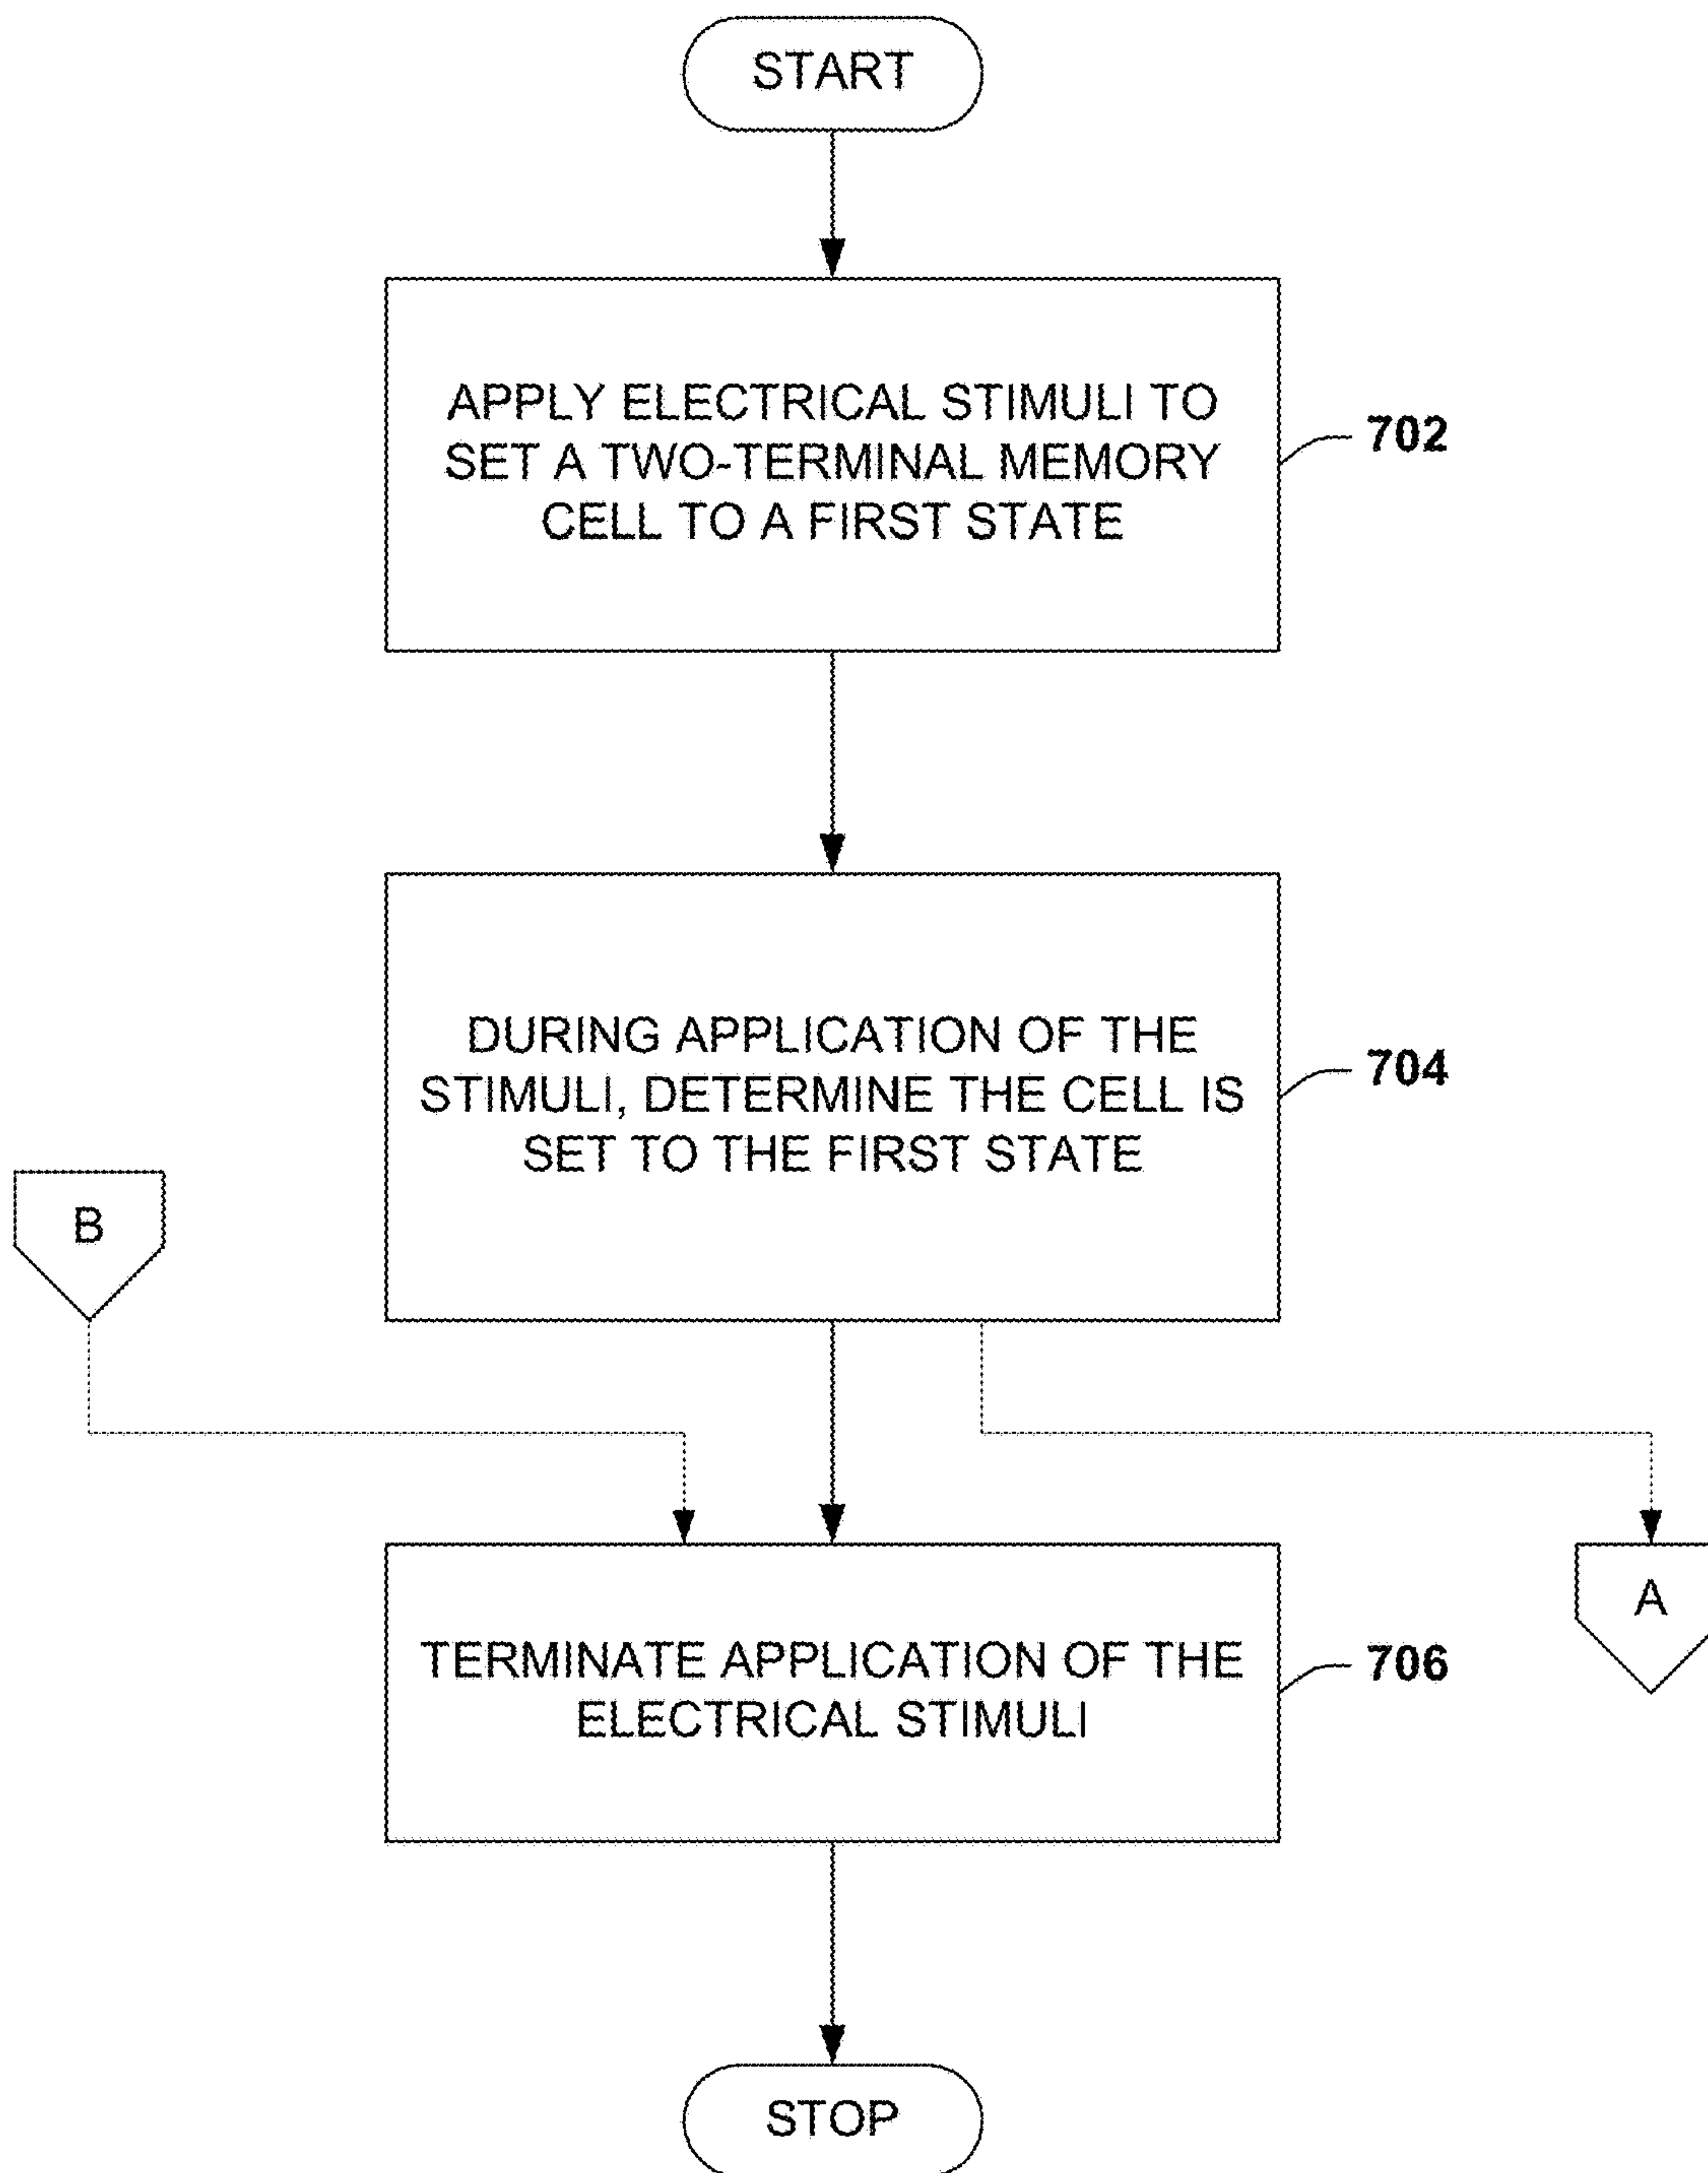 START
APPLY ELECTRICAL STIMULI TO
SET A TWO-TERMINAL MEMORY
CELL TO A FIRST STATE
702
DURING APPLICATION OF THE
STIMULI, DETERMINE THE CELL IS
SET TO THE FIRST STATE
704
B
A
TERMINATE APPLICATION OF THE
ELECTRICAL STIMULI
706
STOP